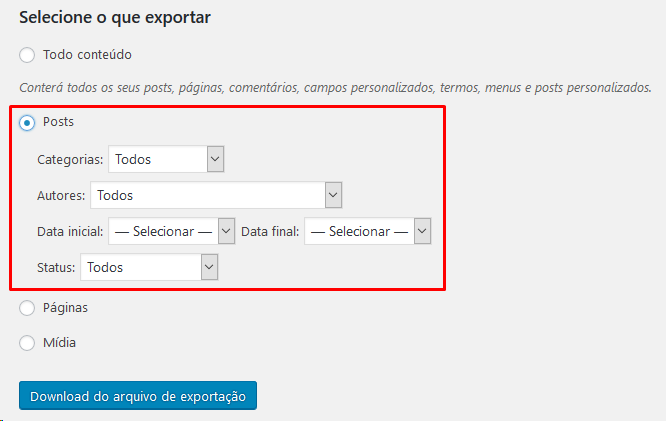 Selecione o que exportar
Todo conteúdo
Conterá todos os seus posts, páginas, comentários, campos personalizados, termos, menus e posts personalizados.
Posts
Categorias: Todos
Autores: Todos
Data inicial: — Selecionar — Data final: — Selecionar —
Status: Todos
Páginas
Mídia
Download do arquivo de exportação